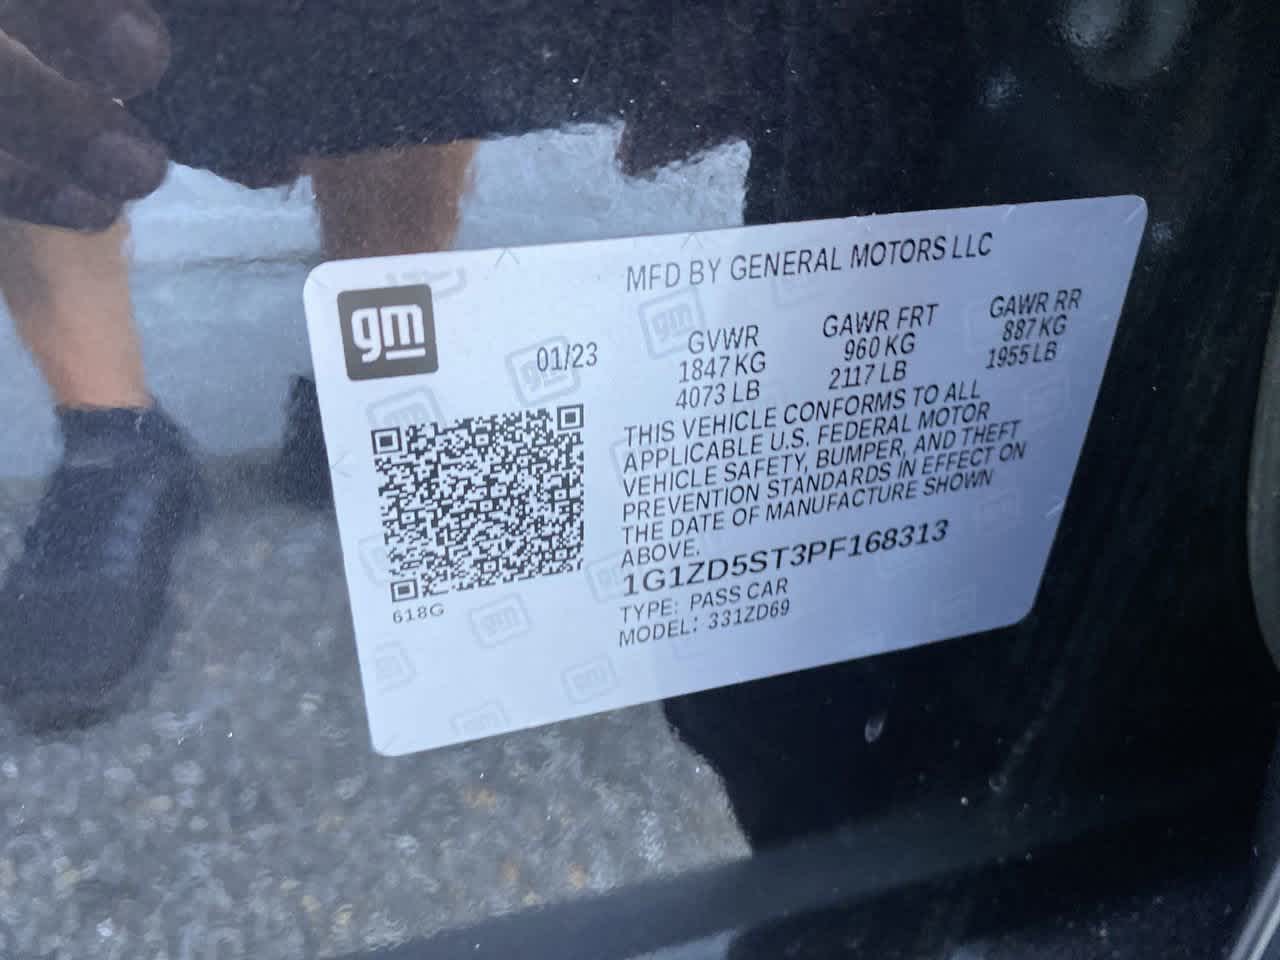 MFD BY GENERAL MOTORS LLC
gm
01/23
GVWR GAWR FRT GAWR RR
1847 KG 960 KG 887 KG
4073 LB 2117 LB 1955 LB
THIS VEHICLE CONFORMS TO ALL
APPLICABLE U.S. FEDERAL MOTOR
VEHICLE SAFETY, BUMPER, AND THEFT
PREVENTION STANDARDS IN EFFECT ON
THE DATE OF MANUFACTURE SHOWN
ABOVE.
1G1ZD5ST3PF168313
TYPE: PASS CAR
MODEL: 331ZD69
618G